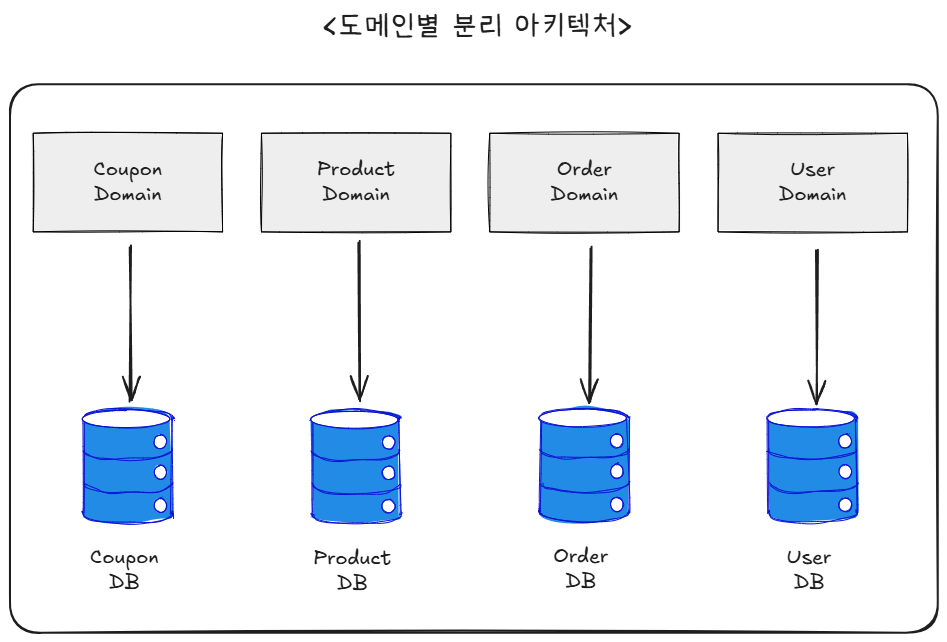 <도메인별 분리 아키텍처>
Coupon
Domain
Product
Domain
Order
Domain
User
Domain
Coupon
DB
Product
DB
Order
DB
User
DB